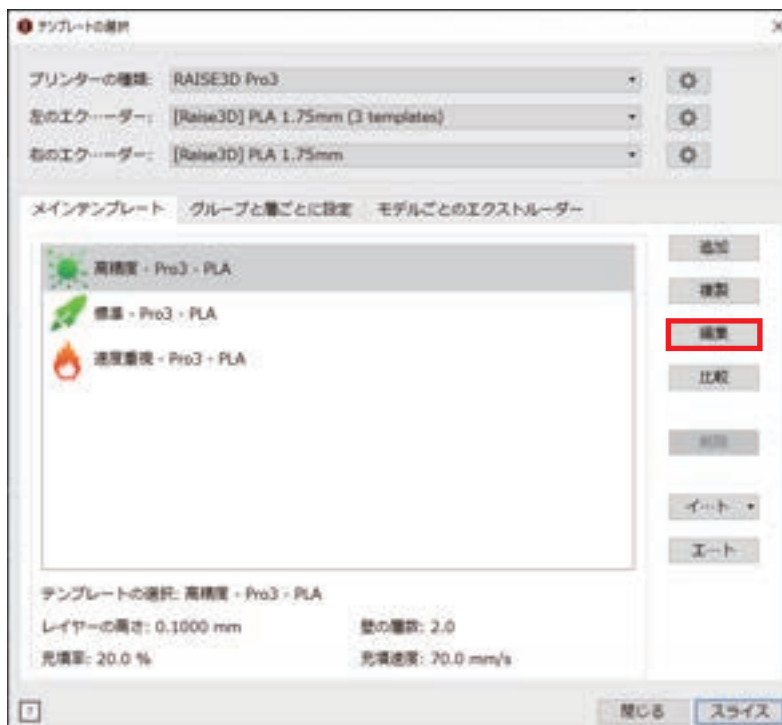 テンプレートの選択
プリンターの種類: RAISE3D Pro3
左のエク…ーダー: [Raise3D] PLA 1.75mm (3 templates)
右のエク…ーダー: [Raise3D] PLA 1.75mm
メインテンプレート グループと層ごとに設定 モデルごとのエクストルーダー
高精度 - Pro3 - PLA
標準 - Pro3 - PLA
速度重視 - Pro3 - PLA
追加
複製
編集
比較
削除
イ…ト
エ…ト
テンプレートの選択: 高精度 - Pro3 - PLA
レイヤーの高さ: 0.1000 mm 壁の層数: 2.0
充填率: 20.0 % 充填速度: 70.0 mm/s
? 閉じる スライス